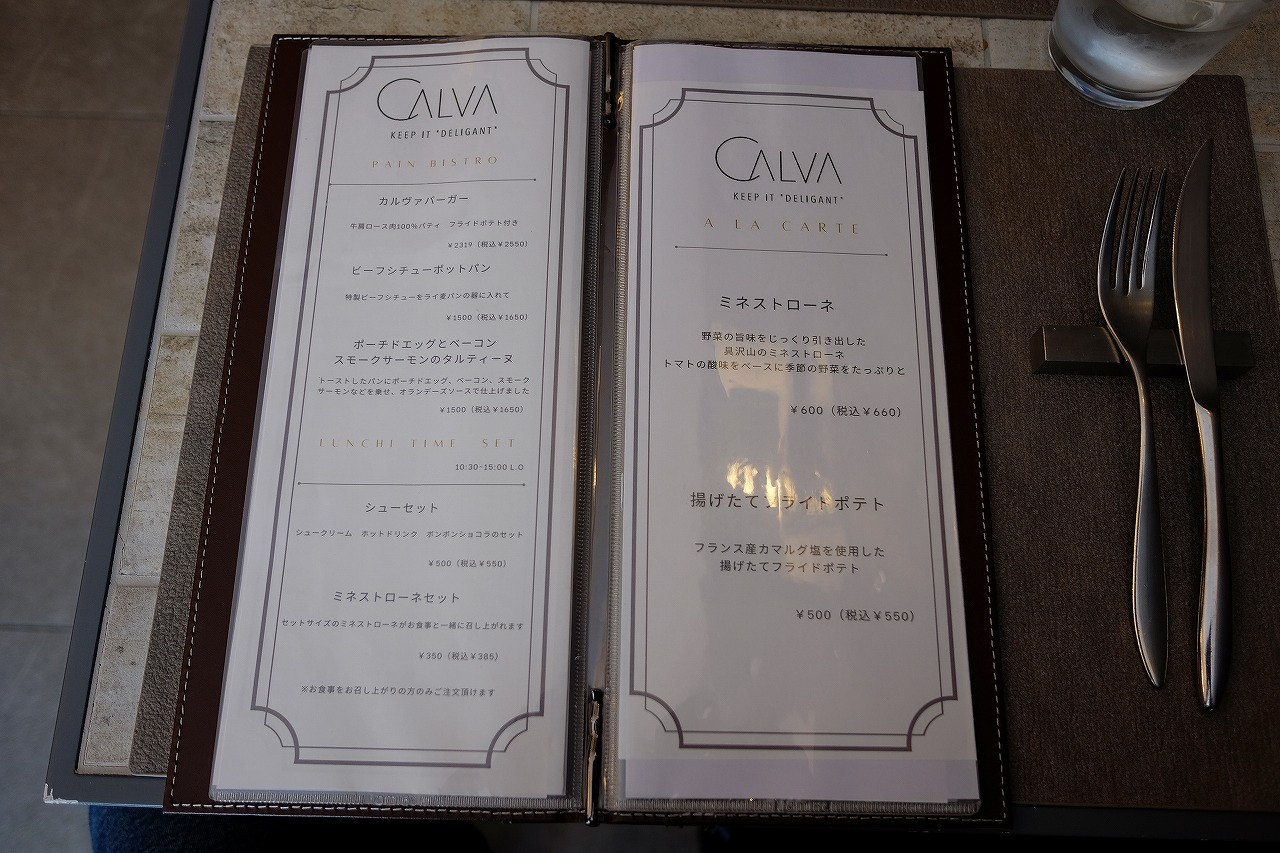 CALVA
KEEP IT "DELIGANT"
PAIN BISTRO
カルヴァバーガー
牛肩ロース肉100%パティ　フライドポテト付き
￥2319（税込￥2550）
ビーフシチューポットパン
特製ビーフシチューをライ麦パンの器に入れて
￥1500（税込￥1650）
ポーチドエッグとベーコン
スモークサーモンのタルティーヌ
トーストしたパンにポーチドエッグ、ベーコン、スモーク
サーモンなどを乗せ、オランデーズソースで仕上げました
￥1500（税込￥1650）
LUNCHI TIME SET
10:30-15:00 L.O
シューセット
シュークリーム　ホットドリンク　ボンボンショコラのセット
￥500（税込￥550）
ミネストローネセット
セットサイズのミネストローネがお食事と一緒に召し上がれます
￥350（税込￥385）
※お食事をお召し上がりの方のみご注文頂けます
CALVA
KEEP IT "DELIGANT"
A LA CARTE
ミネストローネ
野菜の旨味をじっくり引き出した
具沢山のミネストローネ
トマトの酸味をベースに季節の野菜をたっぷりと
￥600（税込￥660）
揚げたてフライドポテト
フランス産カマルグ塩を使用した
揚げたてフライドポテト
￥500（税込￥550）